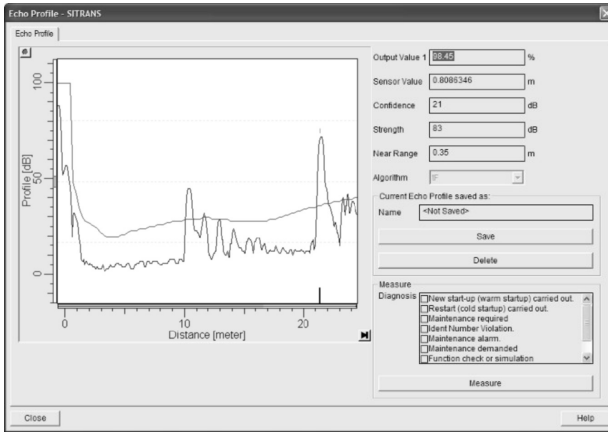 Echo Profile - SITRANS
Echo Profile
Profile [dB]
100
50
0
0
10
20
Distance [meter]
Output Value 1 98.45 %
Sensor Value 0.8086346 m
Confidence 21 dB
Strength 83 dB
Near Range 0.35 m
Algorithm
Current Echo Profile saved as:
Name <Not Saved>
Save
Delete
Measure
Diagnosis
New start-up (warm startup) carried out.
Restart (cold startup) carried out.
Maintenance required
Ident Number Violation.
Maintenance alarm.
Maintenance demanded
Function check or simulation
Measure
Close
Help